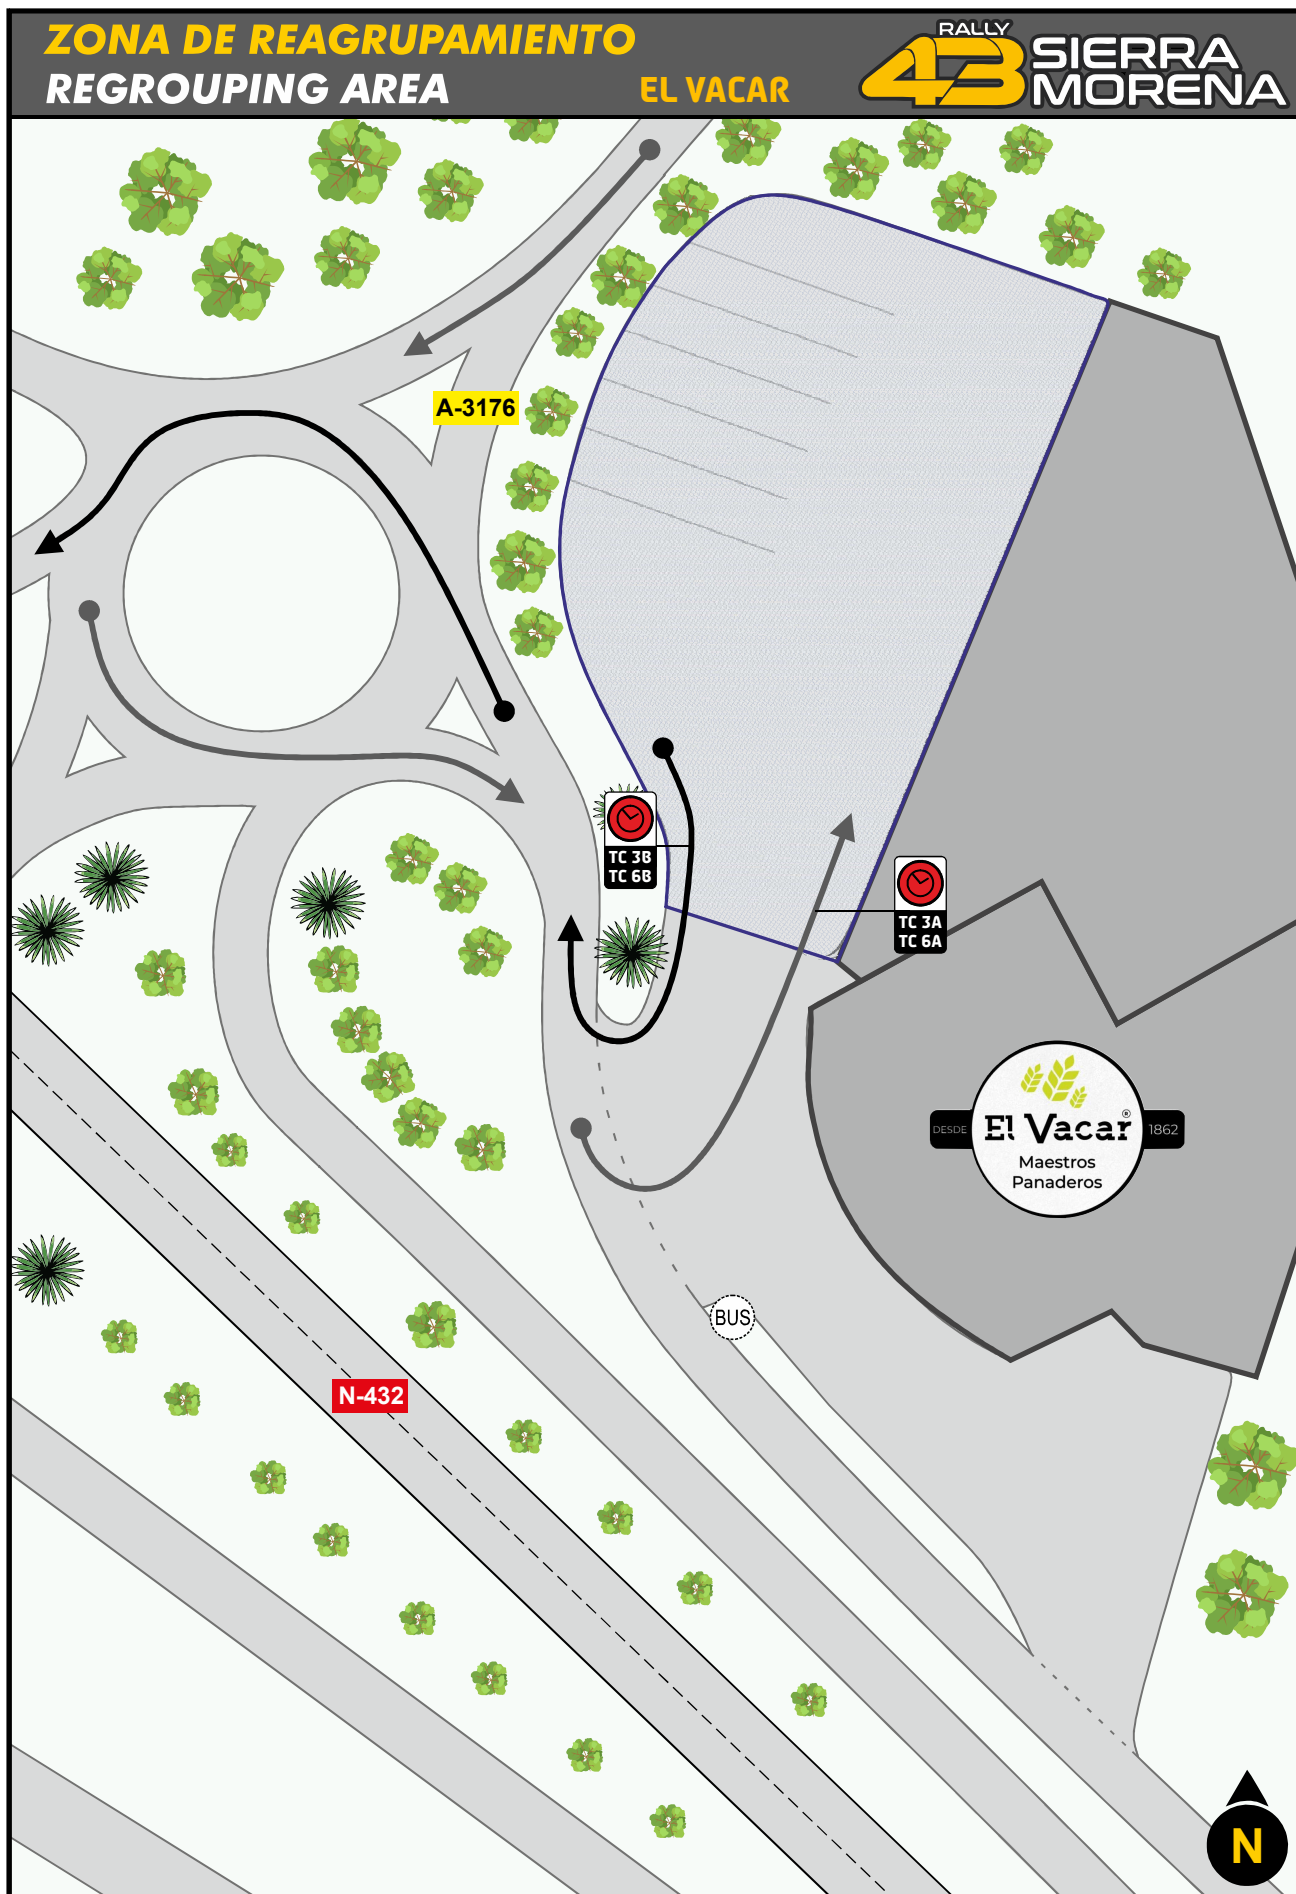 ZONA DE REAGRUPAMIENTO
REGROUPING AREA
EL VACAR
RALLY
43 SIERRA
MORENA
A-3176
TC 3B
TC 6B
TC 3A
TC 6A
DESDE
El Vacar®
1862
Maestros
Panaderos
BUS
N-432
N